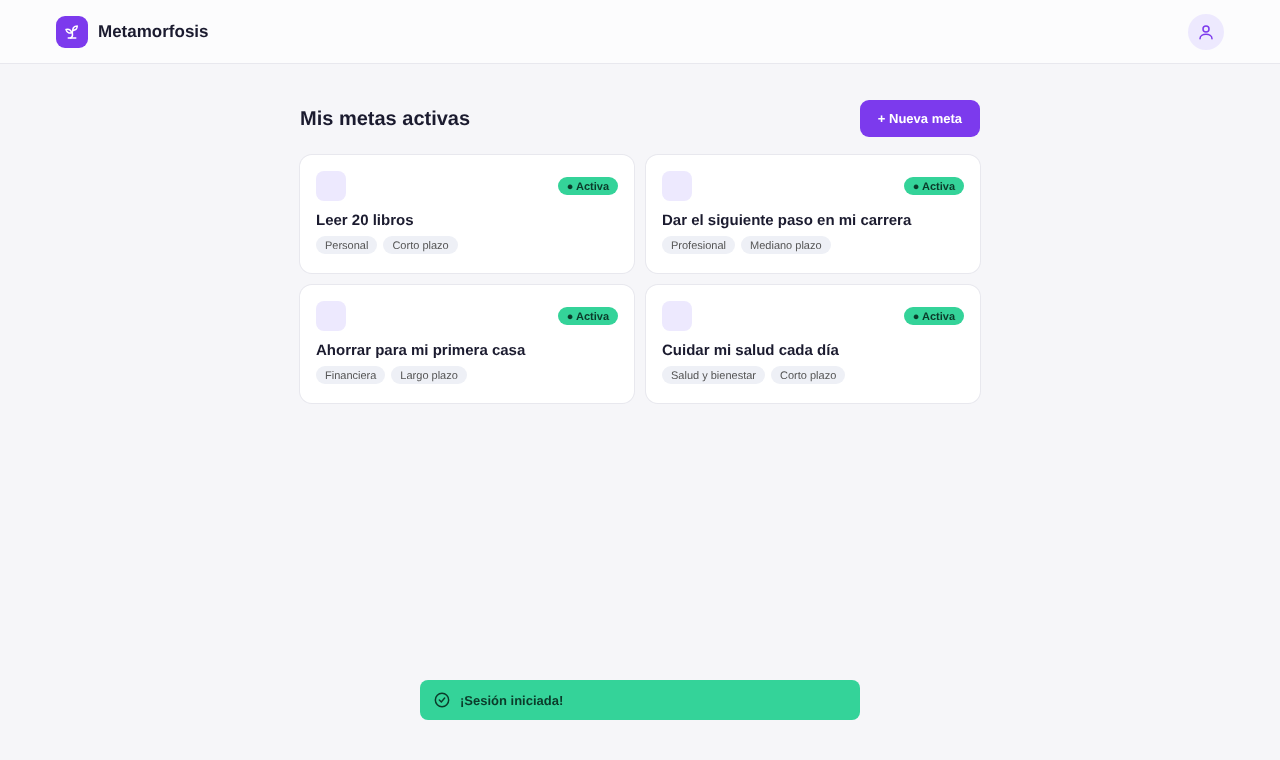 Metamorfosis
Mis metas activas
+ Nueva meta
● Activa
Leer 20 libros
Personal Corto plazo
● Activa
Dar el siguiente paso en mi carrera
Profesional Mediano plazo
● Activa
Ahorrar para mi primera casa
Financiera Largo plazo
● Activa
Cuidar mi salud cada día
Salud y bienestar Corto plazo
¡Sesión iniciada!